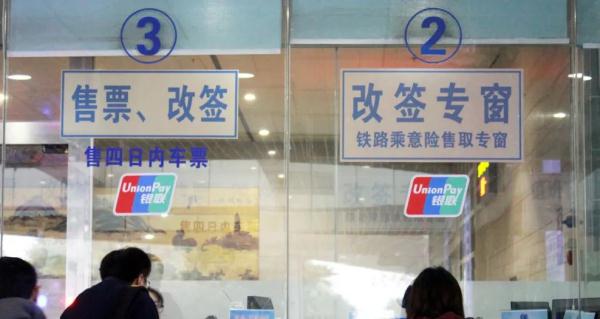 ③
售票、改签
售四日内车票
UnionPay
银联
②
改签专窗
铁路乘意险售取专窗
UnionPay
银联